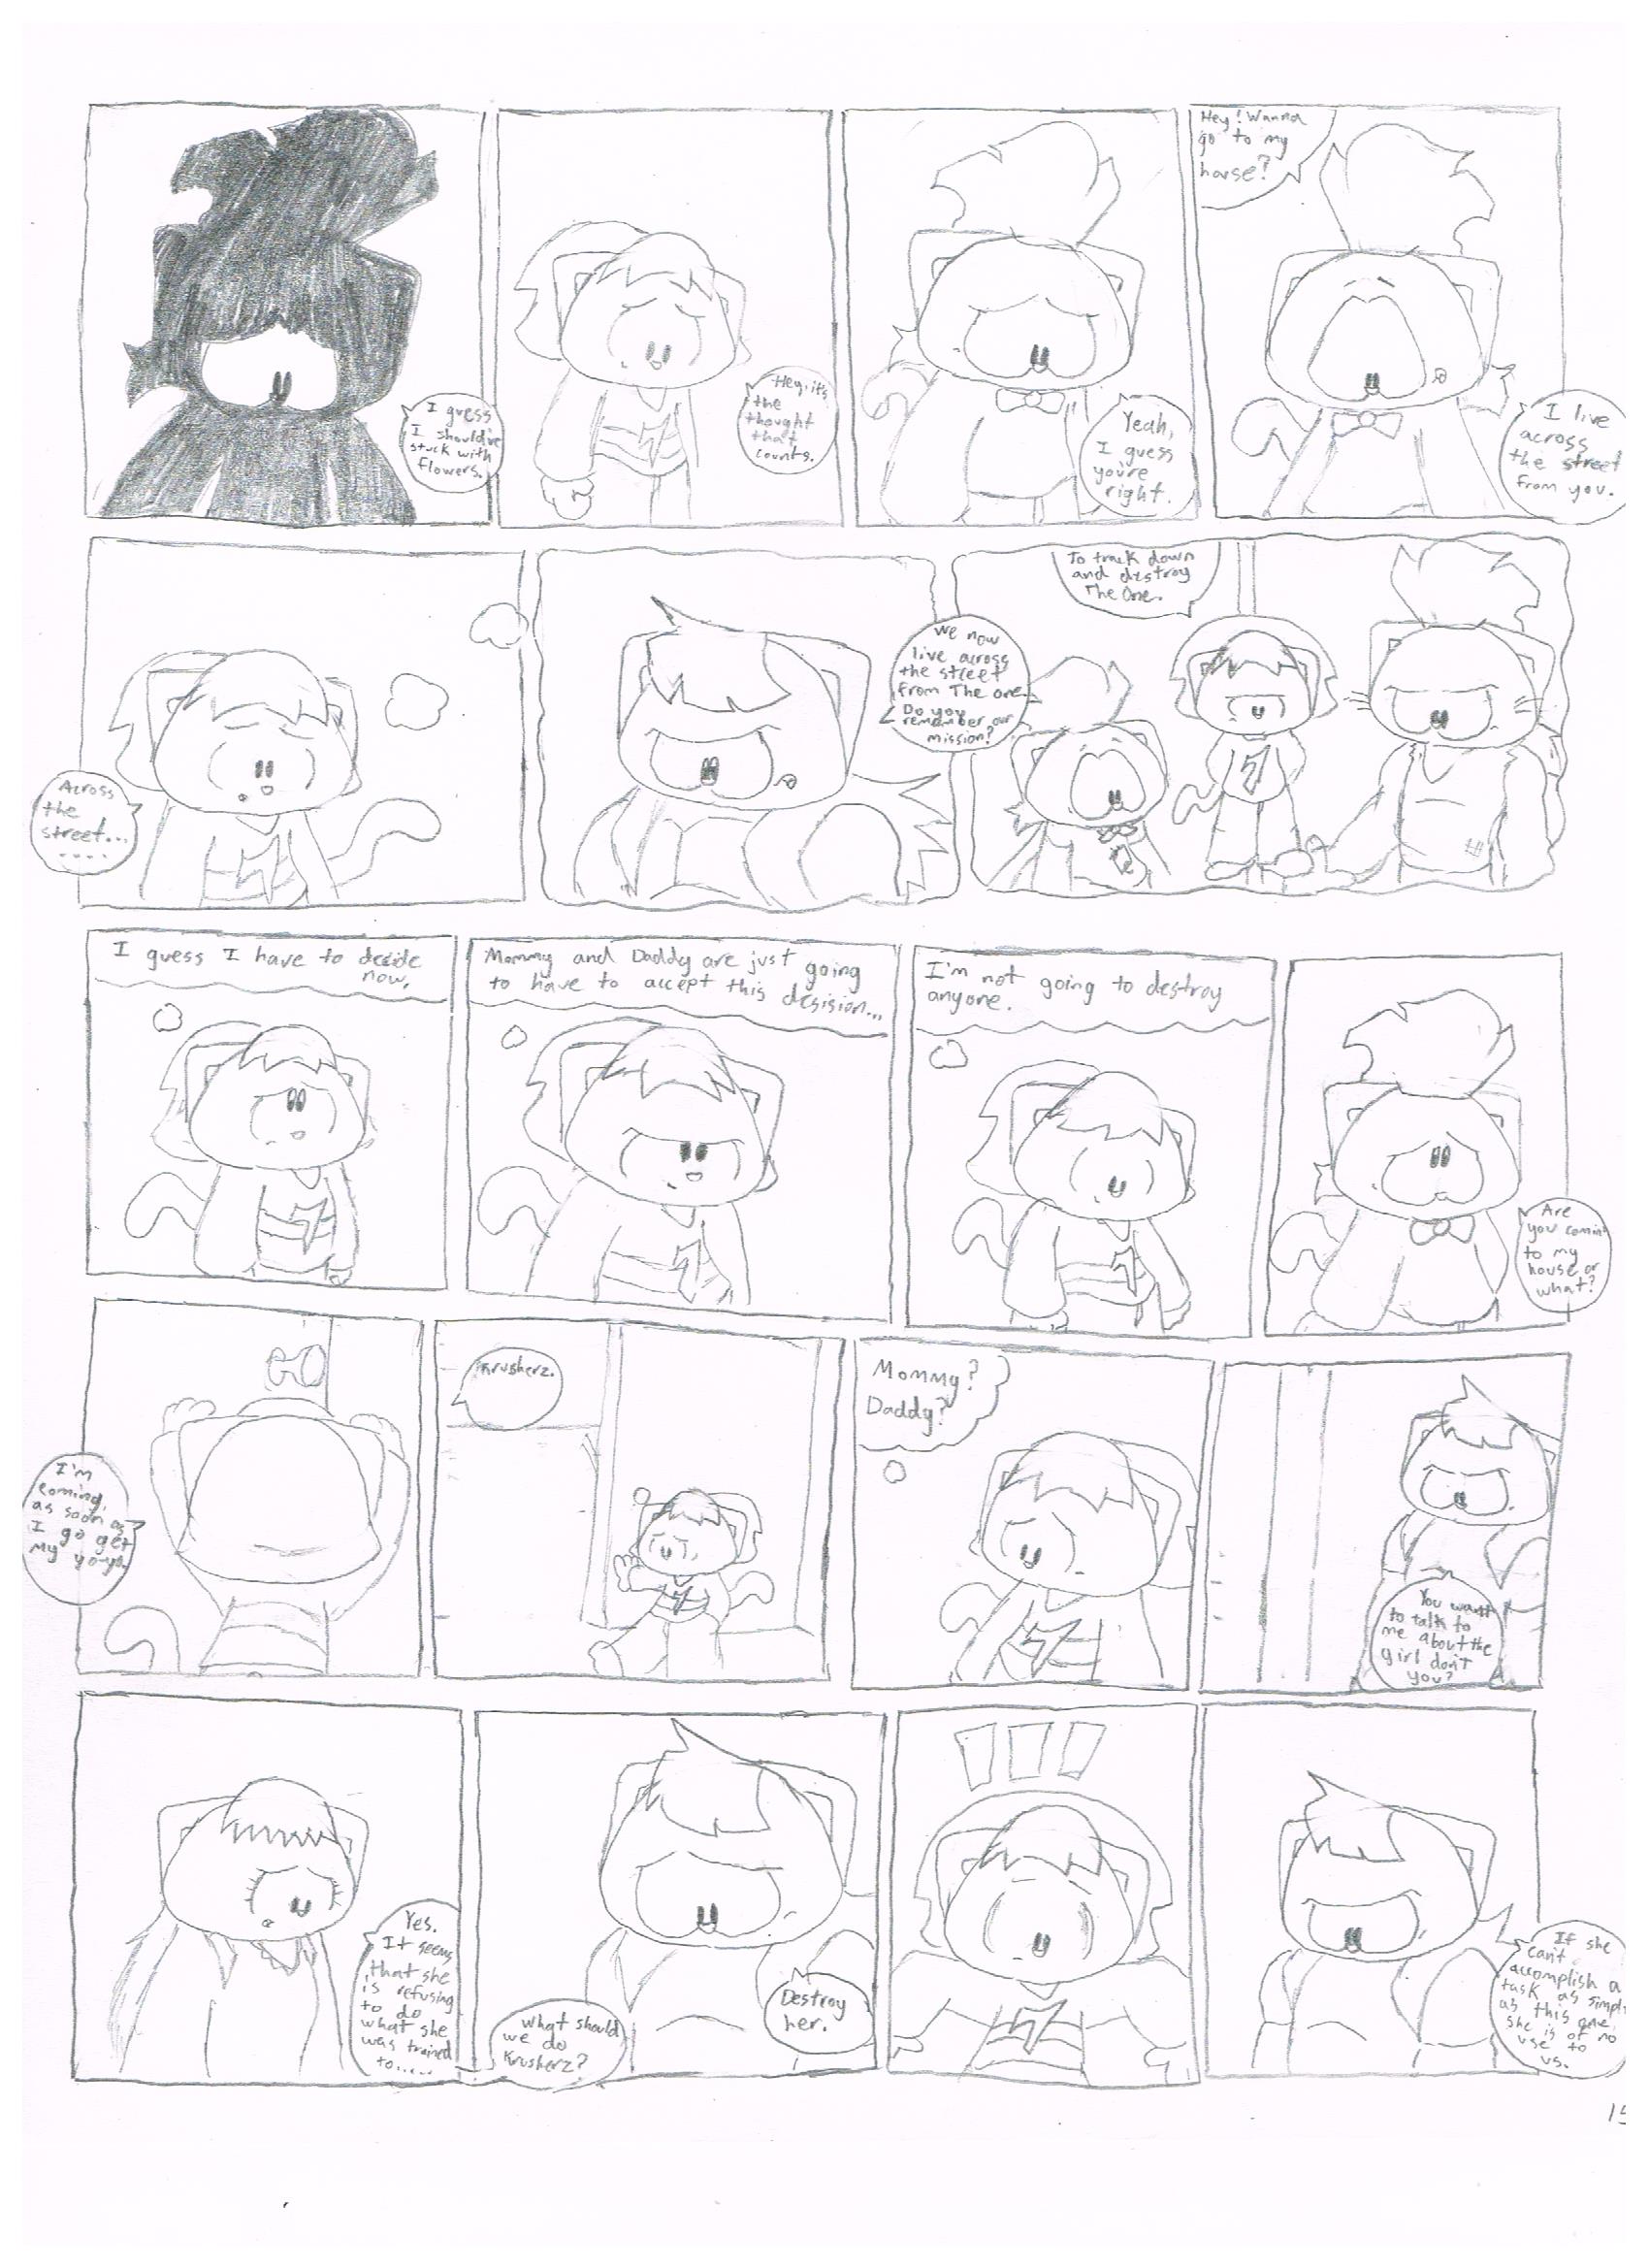 I guess
I should've
stuck with
flowers.
Hey, it's
the
thought
that
counts.
Yeah,
I guess
you're
right.
Hey! Wanna
go to my
house?
I live
across
the street
from you.
Across
the
street...
....
We now
live across
the street
from The One.
Do you
remember our
mission?
To track down
and destroy
The One.
I guess I have to decide
now.
Mommy and Daddy are just going
to have to accept this desision...
I'm not going to destroy
anyone.
Are
you comin'
to my
house or
what?
I'm
coming,
as soon as
I go get
my yo-yo.
Krusherz.
Mommy?
Daddy?
You want
to talk to
me about the
girl don't
you?
Yes.
It seems
that she
is refusing
to do
what she
was trained
to.....
What should
we do
Krusherz?
Destroy
her.
If she
can't
accomplish a
task as simple
as this one,
she is of no
use to
us.
15